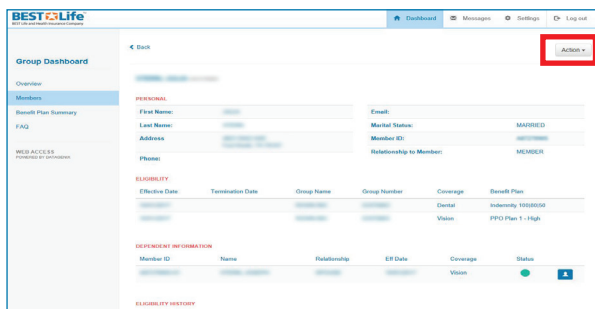 BEST Life
BEST Life and Health Insurance Company
Dashboard Messages Settings Log out
Back
Action
Group Dashboard
Overview
Members
Benefit Plan Summary
FAQ
WEB ACCESS
POWERED BY DATAGENIX
PERSONAL
First Name: Email:
Last Name: Marital Status: MARRIED
Address Member ID:
Relationship to Member: MEMBER
Phone:
ELIGIBILITY
Effective Date Termination Date Group Name Group Number Coverage Benefit Plan
Dental Indemnity 100|80|50
Vision PPO Plan 1 - High
DEPENDENT INFORMATION
Member ID Name Relationship Eff Date Coverage Status
Vision
ELIGIBILITY HISTORY